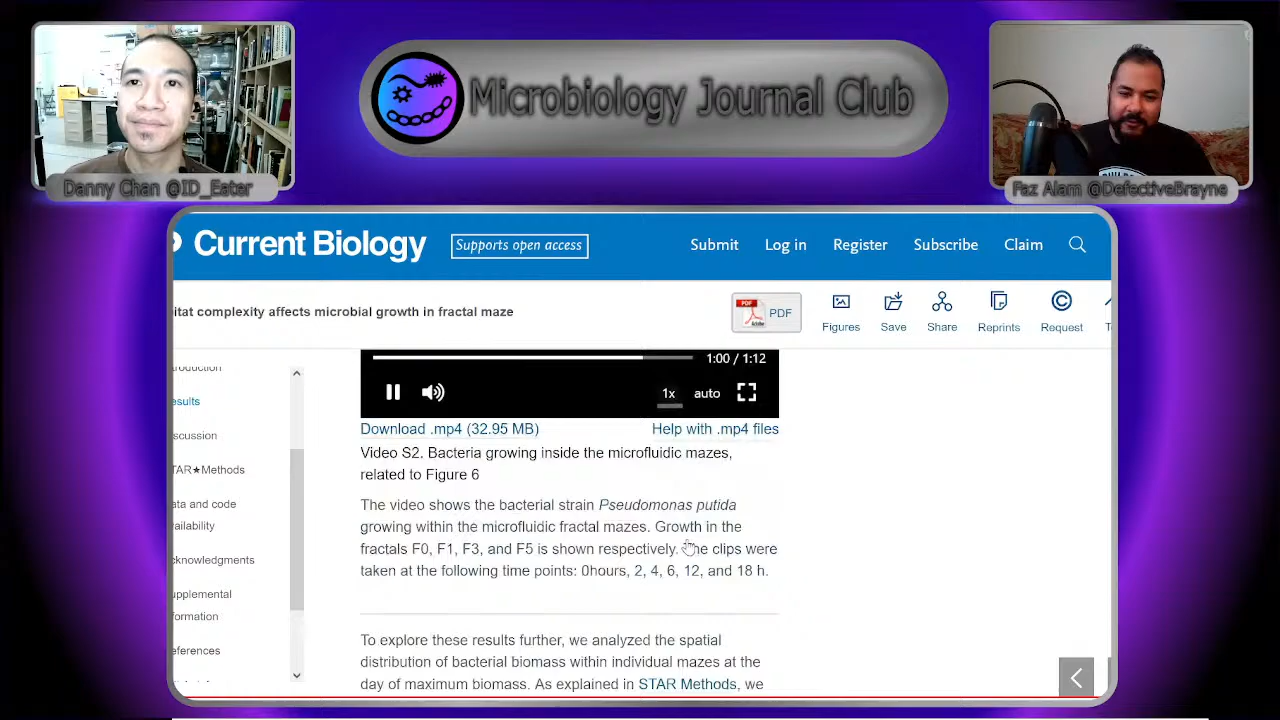 Microbiology Journal Club
Danny Chan @ID_Eater
Faz Alam @DefectiveBrayne
Current Biology
Supports open access
Submit
Log in
Register
Subscribe
Claim
itat complexity affects microbial growth in fractal maze
PDF
Figures
Save
Share
Reprints
Request
troduction
esults
scussion
TAR★Methods
ata and code
vailability
cknowledgments
upplemental
formation
eferences
1:00 / 1:12
1x
auto
Download .mp4 (32.95 MB)
Help with .mp4 files
Video S2. Bacteria growing inside the microfluidic mazes,
related to Figure 6
The video shows the bacterial strain Pseudomonas putida
growing within the microfluidic fractal mazes. Growth in the
fractals F0, F1, F3, and F5 is shown respectively. The clips were
taken at the following time points: 0hours, 2, 4, 6, 12, and 18 h.
To explore these results further, we analyzed the spatial
distribution of bacterial biomass within individual mazes at the
day of maximum biomass. As explained in STAR Methods, we